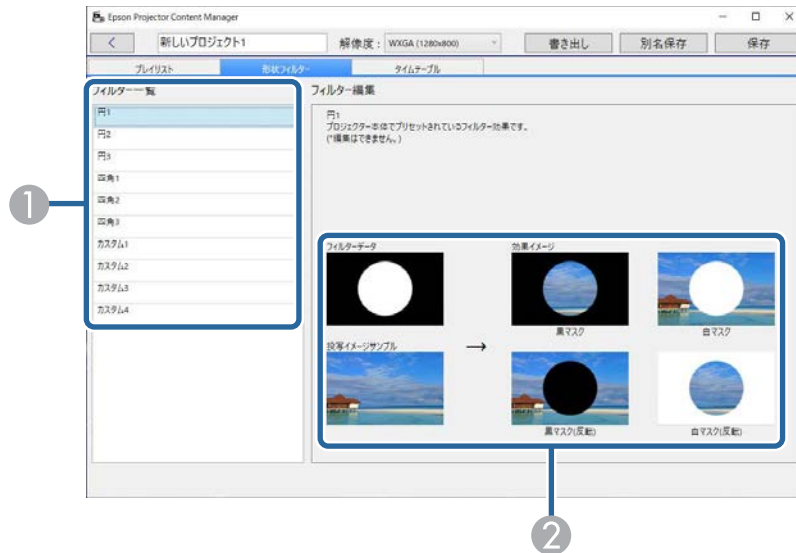 Epson Projector Content Manager
新しいプロジェクト1
解像度：
WXGA (1280x800)
書き出し
別名保存
保存
プレイリスト
形状フィルター
タイムテーブル
フィルター一覧
円1
円2
円3
四角1
四角2
四角3
カスタム1
カスタム2
カスタム3
カスタム4
フィルター編集
円1
プロジェクター本体でプリセットされているフィルター効果です。
(*編集はできません。)
フィルターデータ
効果イメージ
黒マスク
白マスク
投写イメージサンプル
→
黒マスク(反転)
白マスク(反転)
1
2